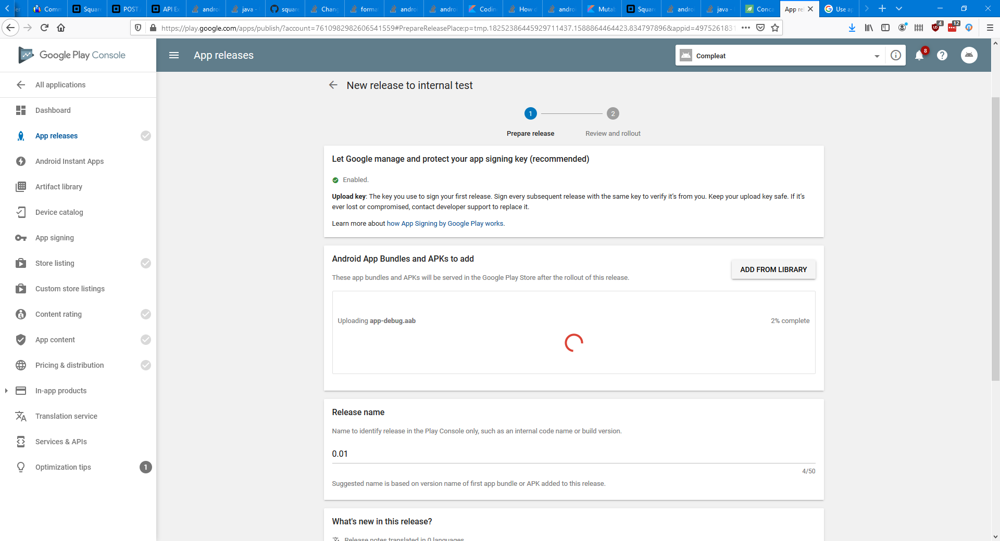 er
Comm
Square
POST
API Ex
andro
java -
square
Chang
forma
andro
andro
Coding
How d
andro
Mutab
Square
andro
java -
Conca
App rel
Use ap
https://play.google.com/apps/publish/?account=7610982982606541559#PrepareReleasePlace:p=tmp.18252386445929711437.1588864464423.834797896&appid=4975261831
4
12
Google Play Console
App releases
Compleat
8
All applications
Dashboard
App releases
Android Instant Apps
Artifact library
Device catalog
App signing
Store listing
Custom store listings
Content rating
App content
Pricing & distribution
In-app products
Translation service
Services & APIs
Optimization tips
1
New release to internal test
1
2
Prepare release
Review and rollout
Let Google manage and protect your app signing key (recommended)
Enabled.
Upload key: The key you use to sign your first release. Sign every subsequent release with the same key to verify it's from you. Keep your upload key safe. If it's
ever lost or compromised, contact developer support to replace it.
Learn more about how App Signing by Google Play works.
Android App Bundles and APKs to add
ADD FROM LIBRARY
These app bundles and APKs will be served in the Google Play Store after the rollout of this release.
Uploading app-debug.aab
2% complete
Release name
Name to identify release in the Play Console only, such as an internal code name or build version.
0.01
4/50
Suggested name is based on version name of first app bundle or APK added to this release.
What's new in this release?
Release notes translated in 0 languages